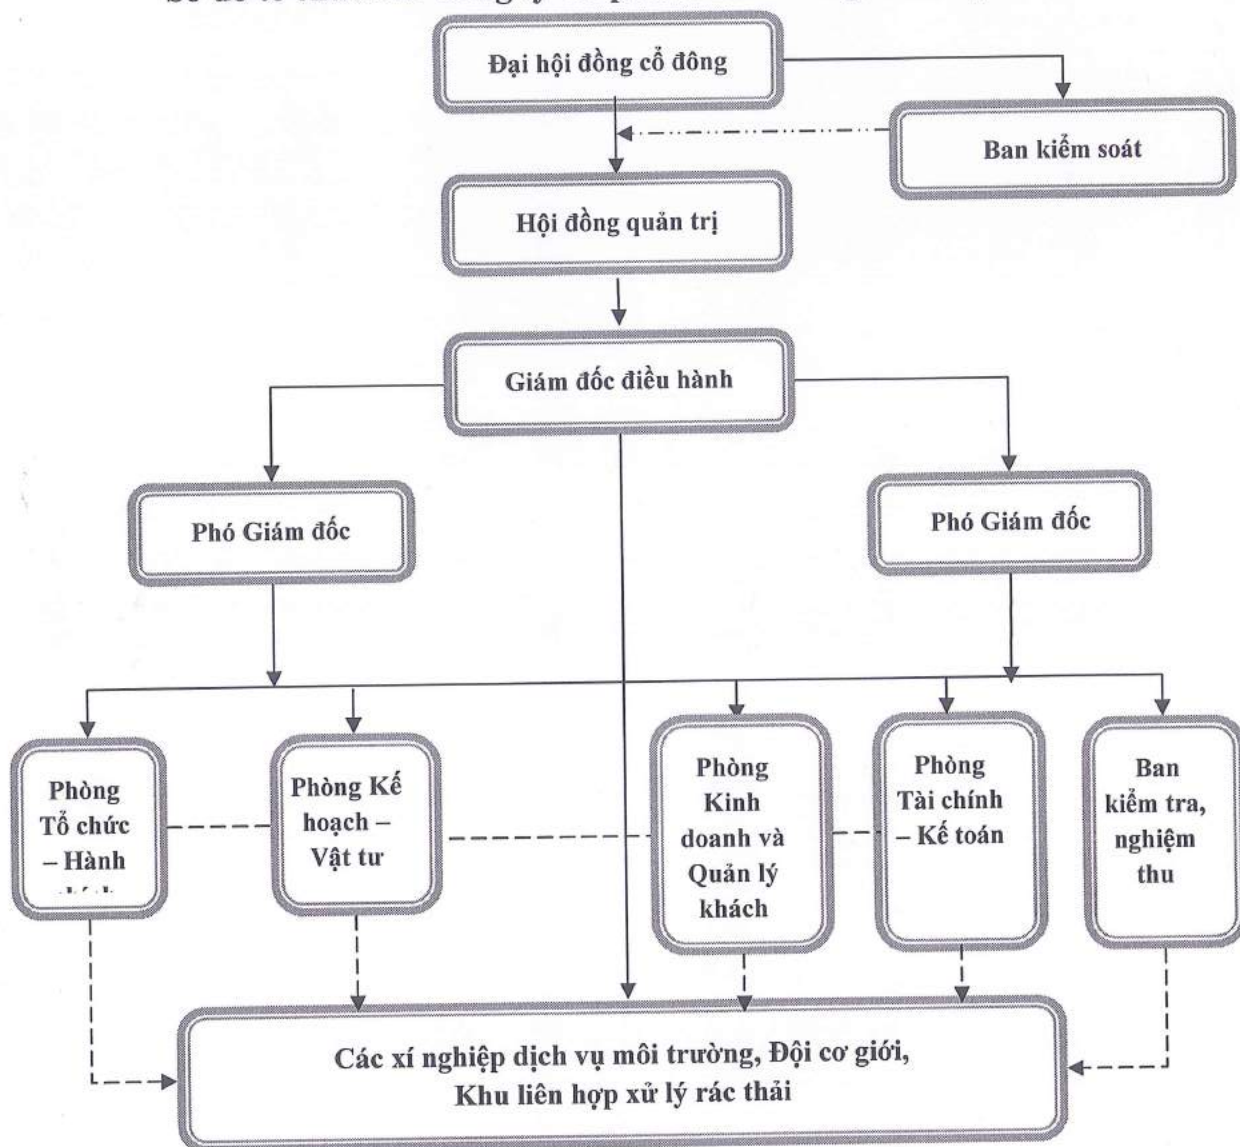 Đại hội đồng cổ đông
Ban kiểm soát
Hội đồng quản trị
Giám đốc điều hành
Phó Giám đốc
Phó Giám đốc
Phòng
Tổ chức
– Hành
Phòng Kế
hoạch –
Vật tư
Phòng
Kinh
doanh và
Quản lý
khách
Phòng
Tài chính
– Kế toán
Ban
kiểm tra,
nghiệm
thu
Các xí nghiệp dịch vụ môi trường, Đội cơ giới,
Khu liên hợp xử lý rác thải